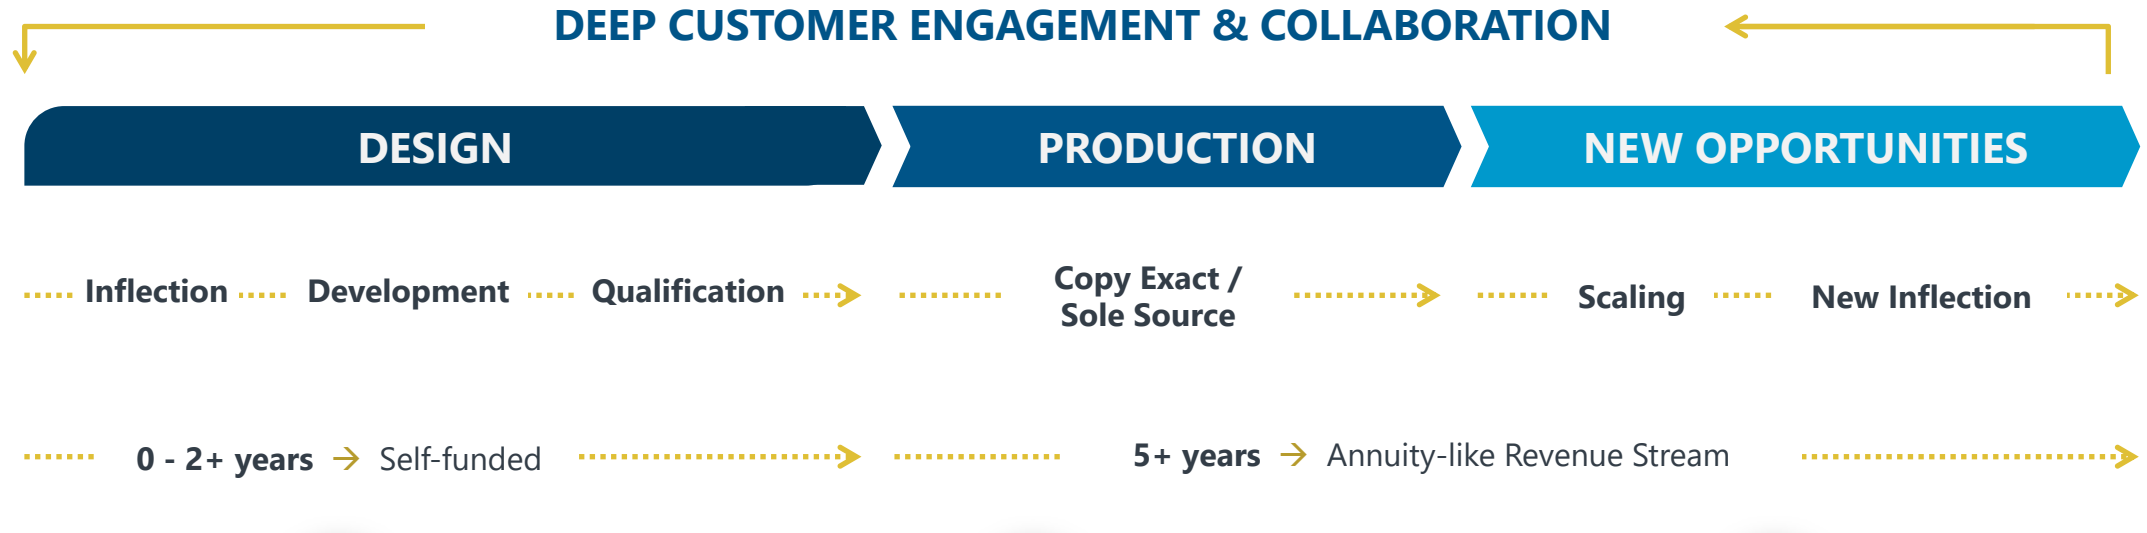 DEEP CUSTOMER ENGAGEMENT & COLLABORATION
DESIGN
PRODUCTION
NEW OPPORTUNITIES
Inflection
Development
Qualification
Copy Exact /
Sole Source
Scaling
New Inflection
0 - 2+ years → Self-funded
5+ years → Annuity-like Revenue Stream